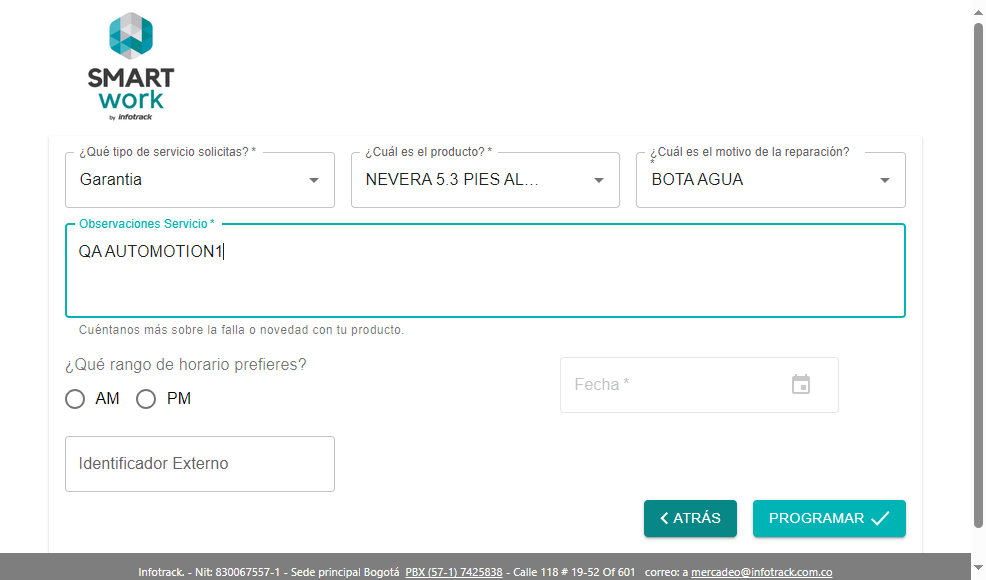 SMART
work
by infotrack
¿Qué tipo de servicio solicitas? *
Garantia
¿Cuál es el producto? *
NEVERA 5.3 PIES AL...
¿Cuál es el motivo de la reparación?
*
BOTA AGUA
Observaciones Servicio *
QA AUTOMOTION1
Cuéntanos más sobre la falla o novedad con tu producto.
¿Qué rango de horario prefieres?
AM
PM
Fecha *
Identificador Externo
ATRÁS
PROGRAMAR
Infotrack. - Nit: 830067557-1 - Sede principal Bogotá PBX (57-1) 7425838 - Calle 118 # 19-52 Of 601 correo: a mercadeo@infotrack.com.co